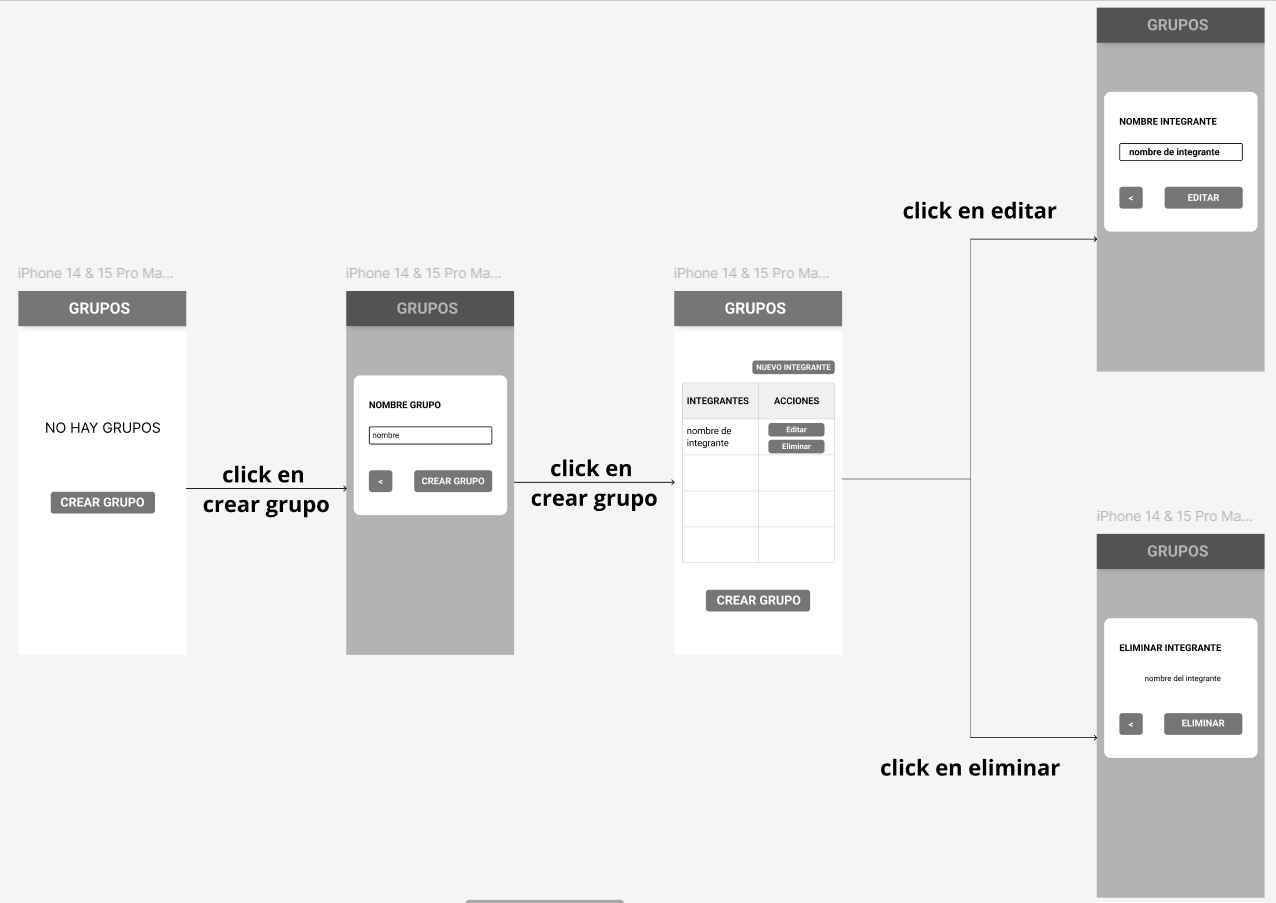 iPhone 14 & 15 Pro Ma...
GRUPOS
NO HAY GRUPOS
CREAR GRUPO
click en
crear grupo
iPhone 14 & 15 Pro Ma...
GRUPOS
NOMBRE GRUPO
nombre
<
CREAR GRUPO
click en
crear grupo
iPhone 14 & 15 Pro Ma...
GRUPOS
NUEVO INTEGRANTE
INTEGRANTES
ACCIONES
nombre de
integrante
Editar
Eliminar
CREAR GRUPO
click en editar
GRUPOS
NOMBRE INTEGRANTE
nombre de integrante
<
EDITAR
click en eliminar
iPhone 14 & 15 Pro Ma...
GRUPOS
ELIMINAR INTEGRANTE
nombre del integrante
<
ELIMINAR